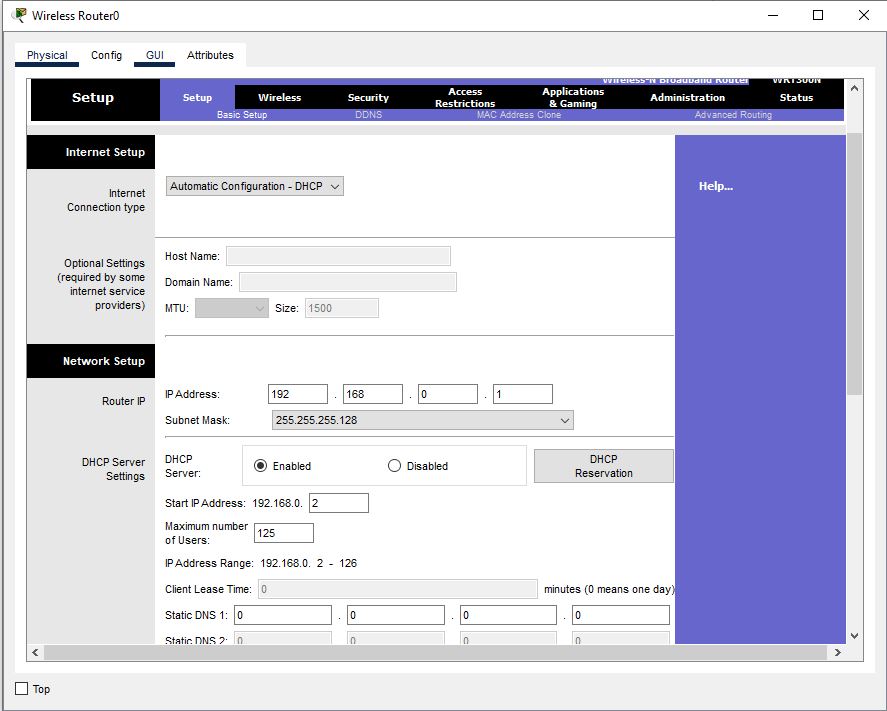 Wireless Router0
Physical Config GUI Attributes
Wireless-N Broadband Router WRT300N
Setup
Setup Wireless Security Access Restrictions Applications & Gaming Administration Status
Basic Setup DDNS MAC Address Clone Advanced Routing
Internet Setup
Internet
Connection type
Automatic Configuration - DHCP
Help...
Optional Settings
(required by some
internet service
providers)
Host Name:
Domain Name:
MTU: Size: 1500
Network Setup
Router IP
IP Address: 192 . 168 . 0 . 1
Subnet Mask: 255.255.255.128
DHCP Server
Settings
DHCP
Server:
Enabled Disabled
DHCP
Reservation
Start IP Address: 192.168.0. 2
Maximum number
of Users: 125
IP Address Range: 192.168.0. 2 - 126
Client Lease Time: 0 minutes (0 means one day)
Static DNS 1: 0 . 0 . 0 . 0
Static DNS 2: 0 0 0 0
Top